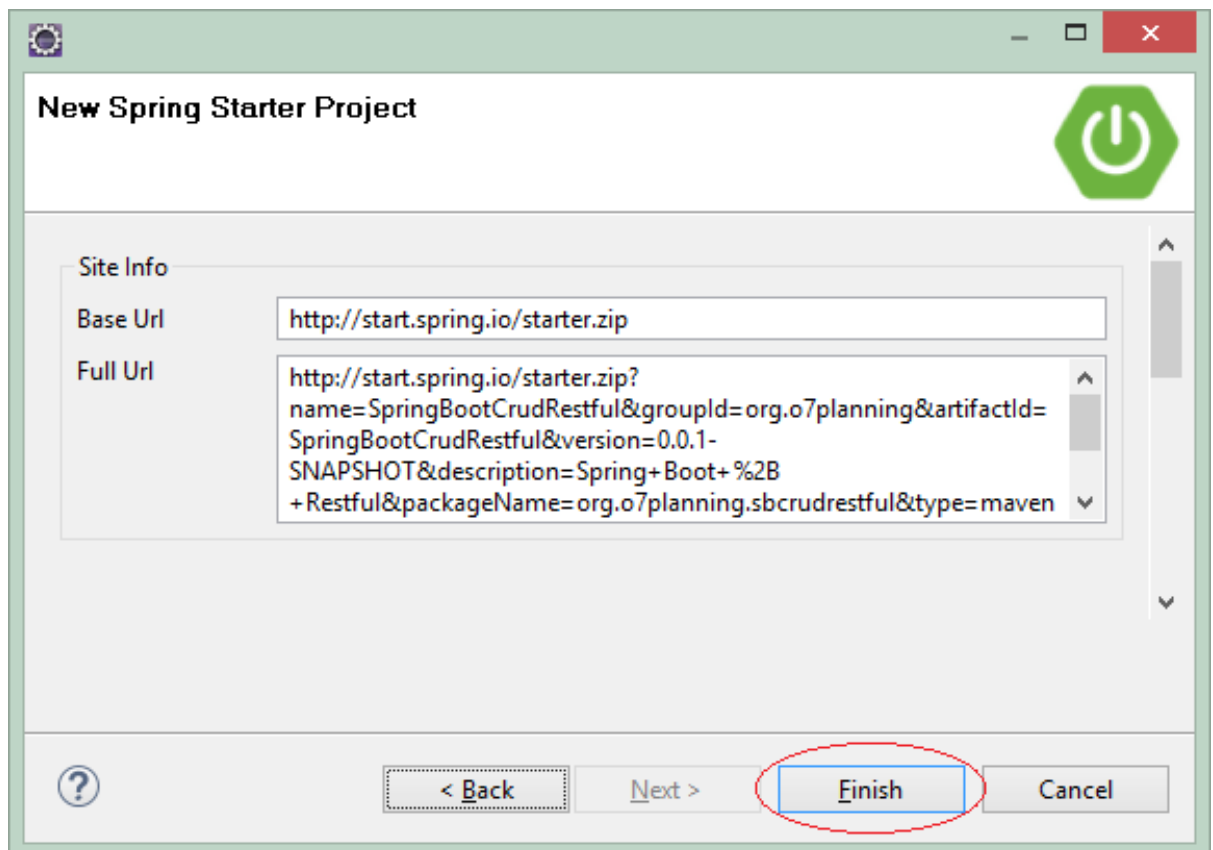 New Spring Starter Project
Site Info
Base Url
http://start.spring.io/starter.zip
Full Url
http://start.spring.io/starter.zip?
name=SpringBootCrudRestful&groupId=org.o7planning&artifactId=
SpringBootCrudRestful&version=0.0.1-
SNAPSHOT&description=Spring+Boot+%2B
+Restful&packageName=org.o7planning.sbcrudrestful&type=maven
?
< Back
Next >
Finish
Cancel